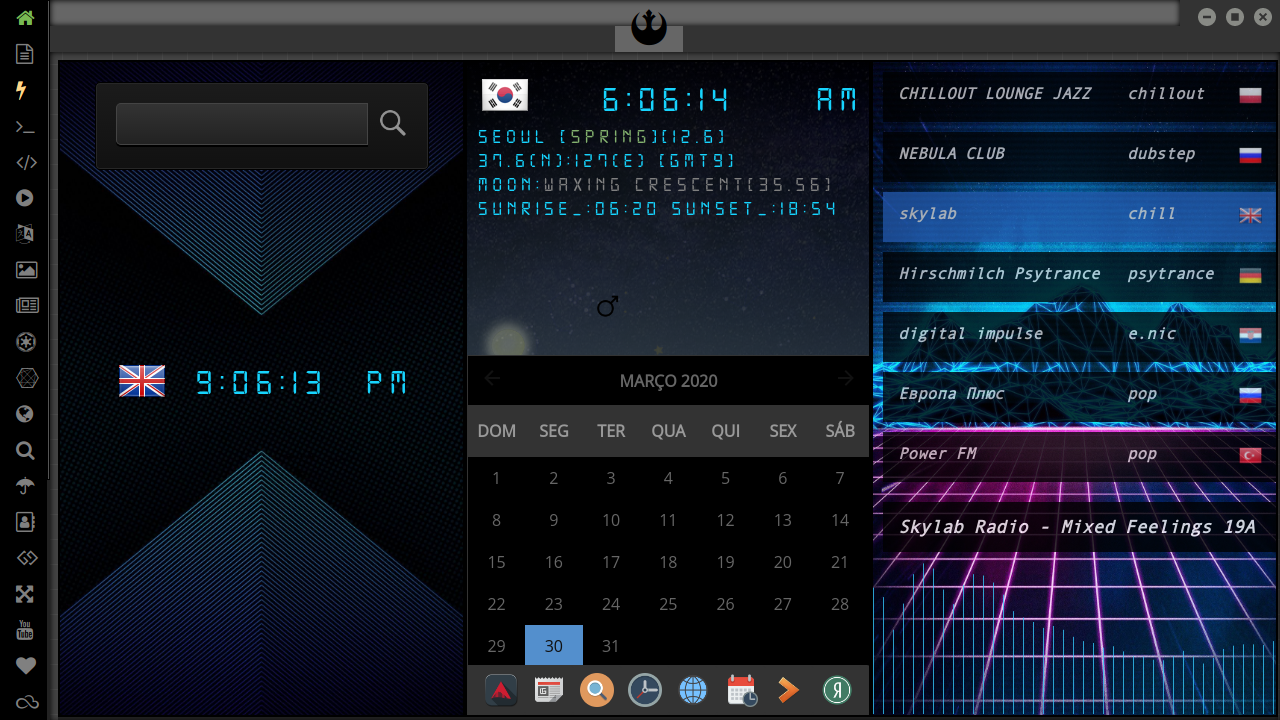 You
Tube
9:06:13 PM
6:06:14 AM
SEOUL [SPRING][12.6]
37.6(N):127(E) [GMT9]
MOON:WAXING CRESCENT[35.56]
SUNRISE_:06:20 SUNSET_:18:54
MARÇO 2020
DOM SEG TER QUA QUI SEX SÁB
1 2 3 4 5 6 7
8 9 10 11 12 13 14
15 16 17 18 19 20 21
22 23 24 25 26 27 28
29 30 31
CHILLOUT LOUNGE JAZZ chillout
NEBULA CLUB dubstep
skylab chill
Hirschmilch Psytrance psytrance
digital impulse e.nic
Европа Плюс pop
Power FM pop
Skylab Radio - Mixed Feelings 19A